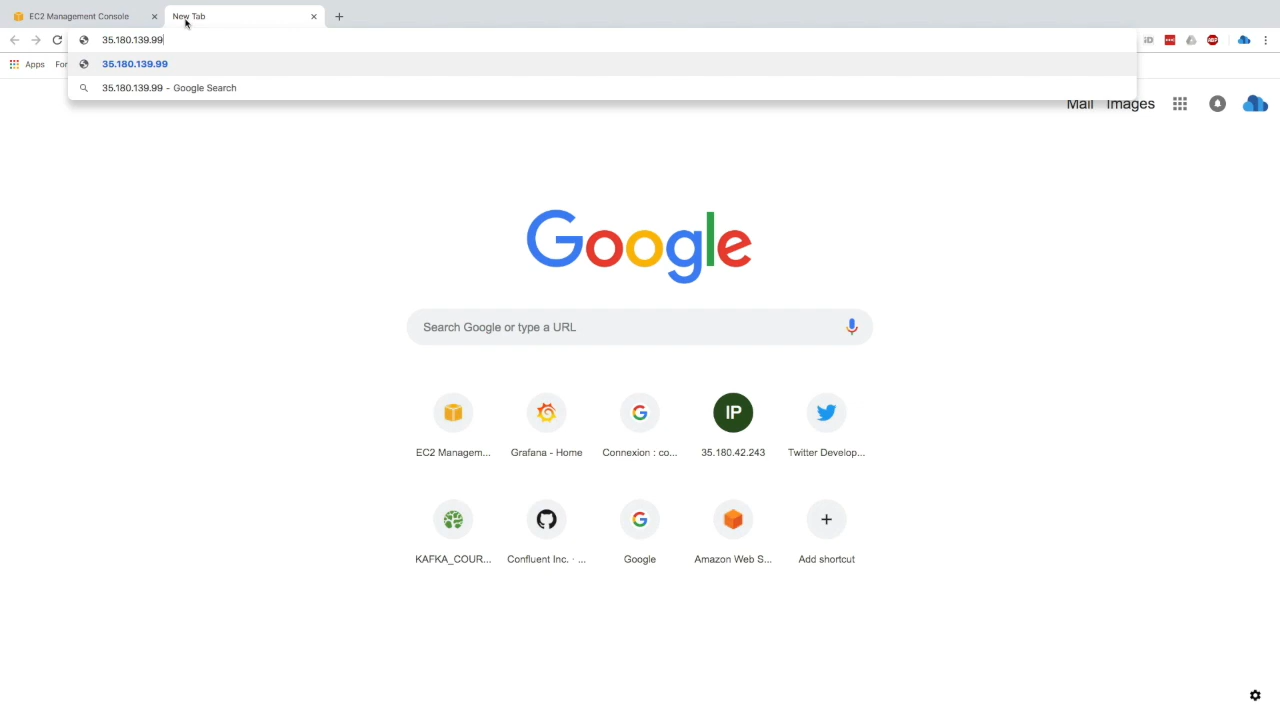 EC2 Management Console
New Tab
35.180.139.99
Apps
For
35.180.139.99
35.180.139.99 - Google Search
Mail Images
Google
Search Google or type a URL
IP
EC2 Managem... Grafana - Home Connexion : co... 35.180.42.243 Twitter Develop...
KAFKA_COUR... Confluent Inc. · ... Google Amazon Web S... Add shortcut